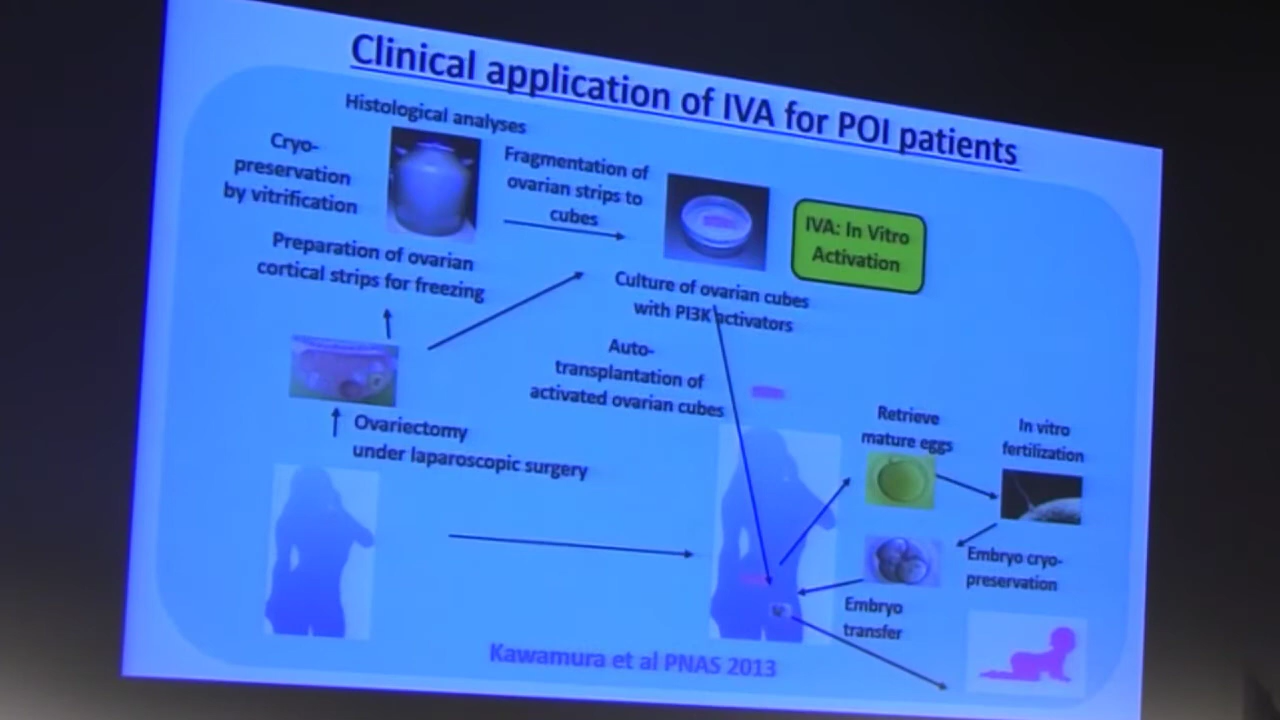 Clinical application of IVA for POI patients
Histological analyses
Cryo-
preservation
by vitrification
Fragmentation of
ovarian strips to
cubes
IVA: In Vitro
Activation
Preparation of ovarian
cortical strips for freezing
Culture of ovarian cubes
with PI3K activators
Auto-
transplantation of
activated ovarian cubes
Ovariectomy
under laparoscopic surgery
Retrieve
mature eggs
In vitro
fertilization
Embryo cryo-
preservation
Embryo
transfer
Kawamura et al PNAS 2013